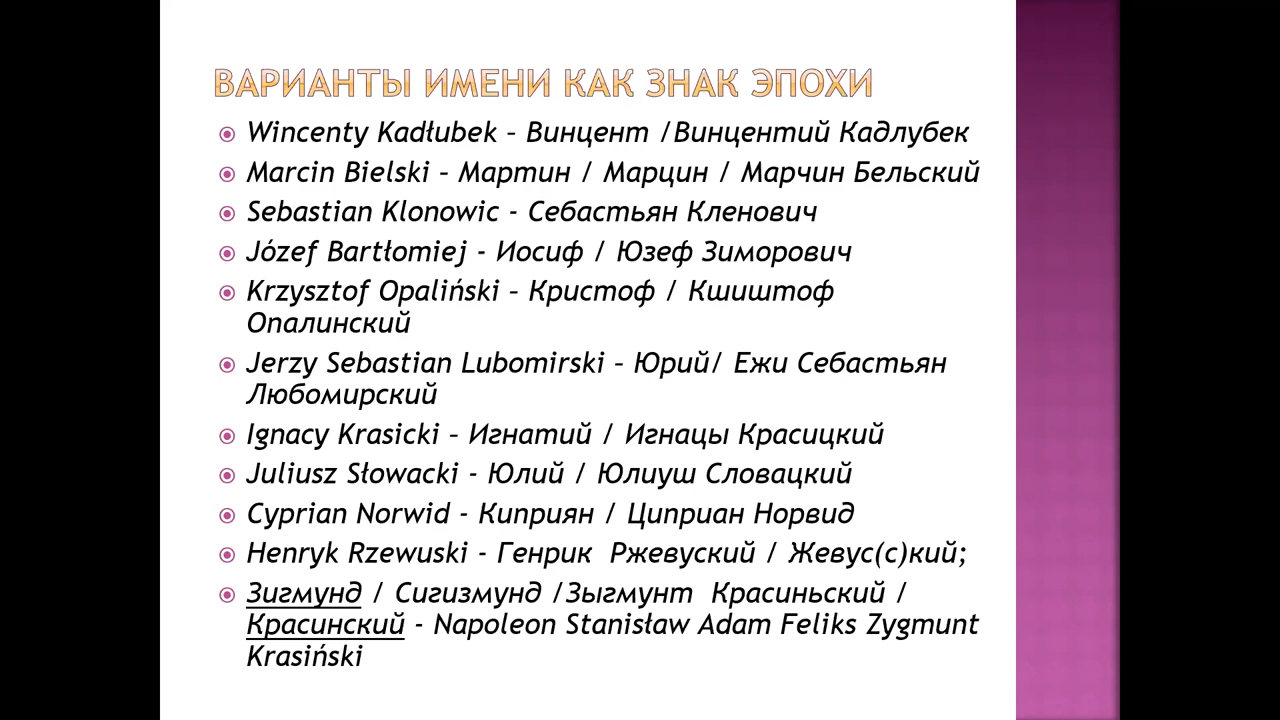 ВАРИАНТЫ ИМЕНИ КАК ЗНАК ЭПОХИ
Wincenty Kadłubek – Винцент /Винцентий Кадлубек
Marcin Bielski – Мартин / Марцин / Марчин Бельский
Sebastian Klonowic - Себастьян Кленович
Józef Bartłomiej - Иосиф / Юзеф Зиморович
Krzysztof Opaliński – Кристоф / Кшиштоф
Опалинский
Jerzy Sebastian Lubomirski – Юрий/ Ежи Себастьян
Любомирский
Ignacy Krasicki – Игнатий / Игнацы Красицкий
Juliusz Słowacki - Юлий / Юлиуш Словацкий
Cyprian Norwid - Киприян / Циприан Норвид
Henryk Rzewuski - Генрик Ржевуский / Жевус(с)кий;
Зигмунд / Сигизмунд /Зыгмунт Красиньский /
Красинский - Napoleon Stanisław Adam Feliks Zygmunt
Krasiński